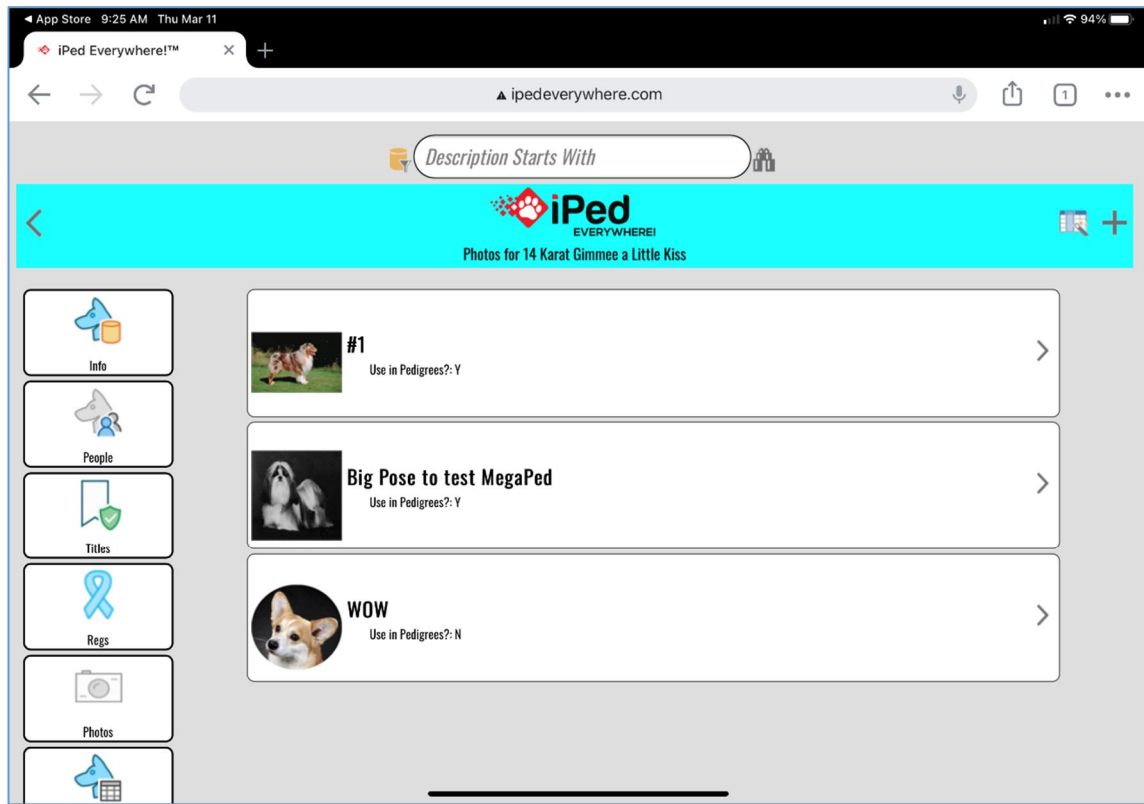 App Store 9:25 AM Thu Mar 11
94%
iPed Everywhere!™
ipedeverywhere.com
1
Description Starts With
iPed
EVERYWHERE!
Photos for 14 Karat Gimmee a Little Kiss
Info
People
Titles
Regs
Photos
#1
Use in Pedigrees?: Y
Big Pose to test MegaPed
Use in Pedigrees?: Y
WOW
Use in Pedigrees?: N